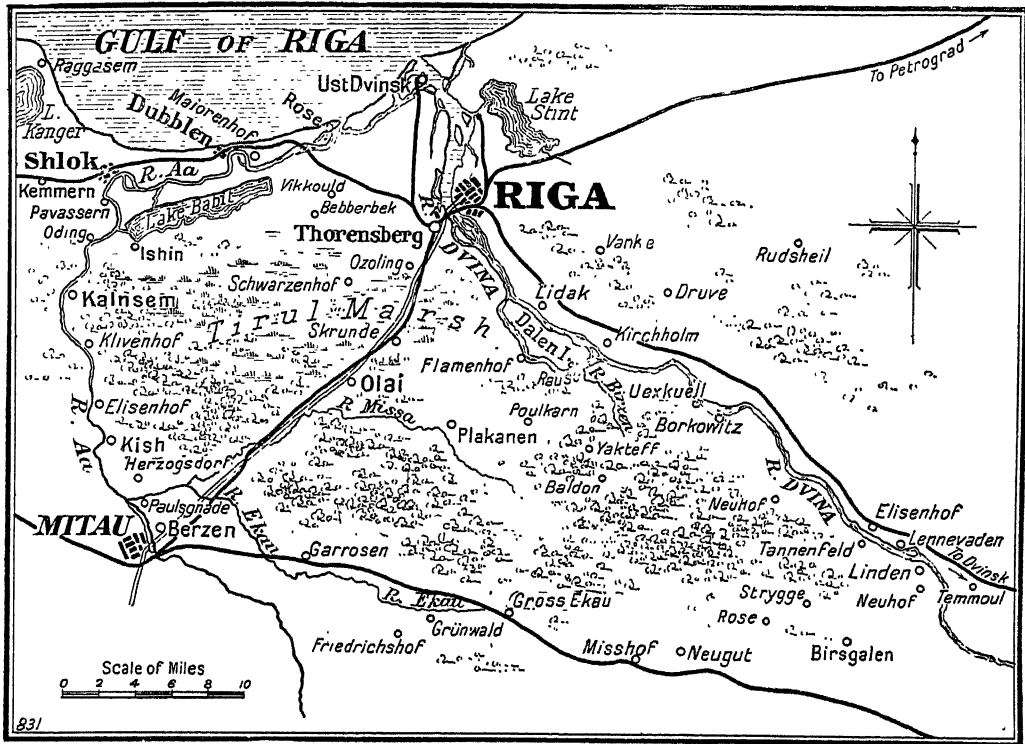 GULF OF RIGA
Raggasem
L. Kanger
Ust Dvinsk
Lake Stint
To Petrograd
Maiorenhof
Dubblen
Rose
Shlok
R. Aa
Kemmern
Pavassern
Oding
Lake Babit
Ishin
Vikkould
Bebberbek
Thorensberg
RIGA
R.
DVINA
Ozoling
Schwarzenhof
Vanke
Rudsheil
Druve
Lidak
Kalnsem
Tirul Marsh
Skrunde
Klivenhof
Dalen I.
Kirchholm
Flamenhof
Raus
R. Birzen
Olai
R. Missa
Uexkuell
Elisenhof
Poulkarn
Borkowitz
R. Aa
Kish
Plakanen
Yakteff
Herzogsdorf
Baldon
R. DVINA
Neuhof
Paulsgnade
R. Ekau
MITAU
Berzen
Elisenhof
Lennevaden
Tannenfeld
To Dvinsk
Garrosen
Linden
R. Ekau
Gross Ekau
Strygge
Neuhof
Temmoul
Grünwald
Rose
Friedrichshof
Misshof
Neugut
Birsgalen
Scale of Miles
0 2 4 6 8 10
831